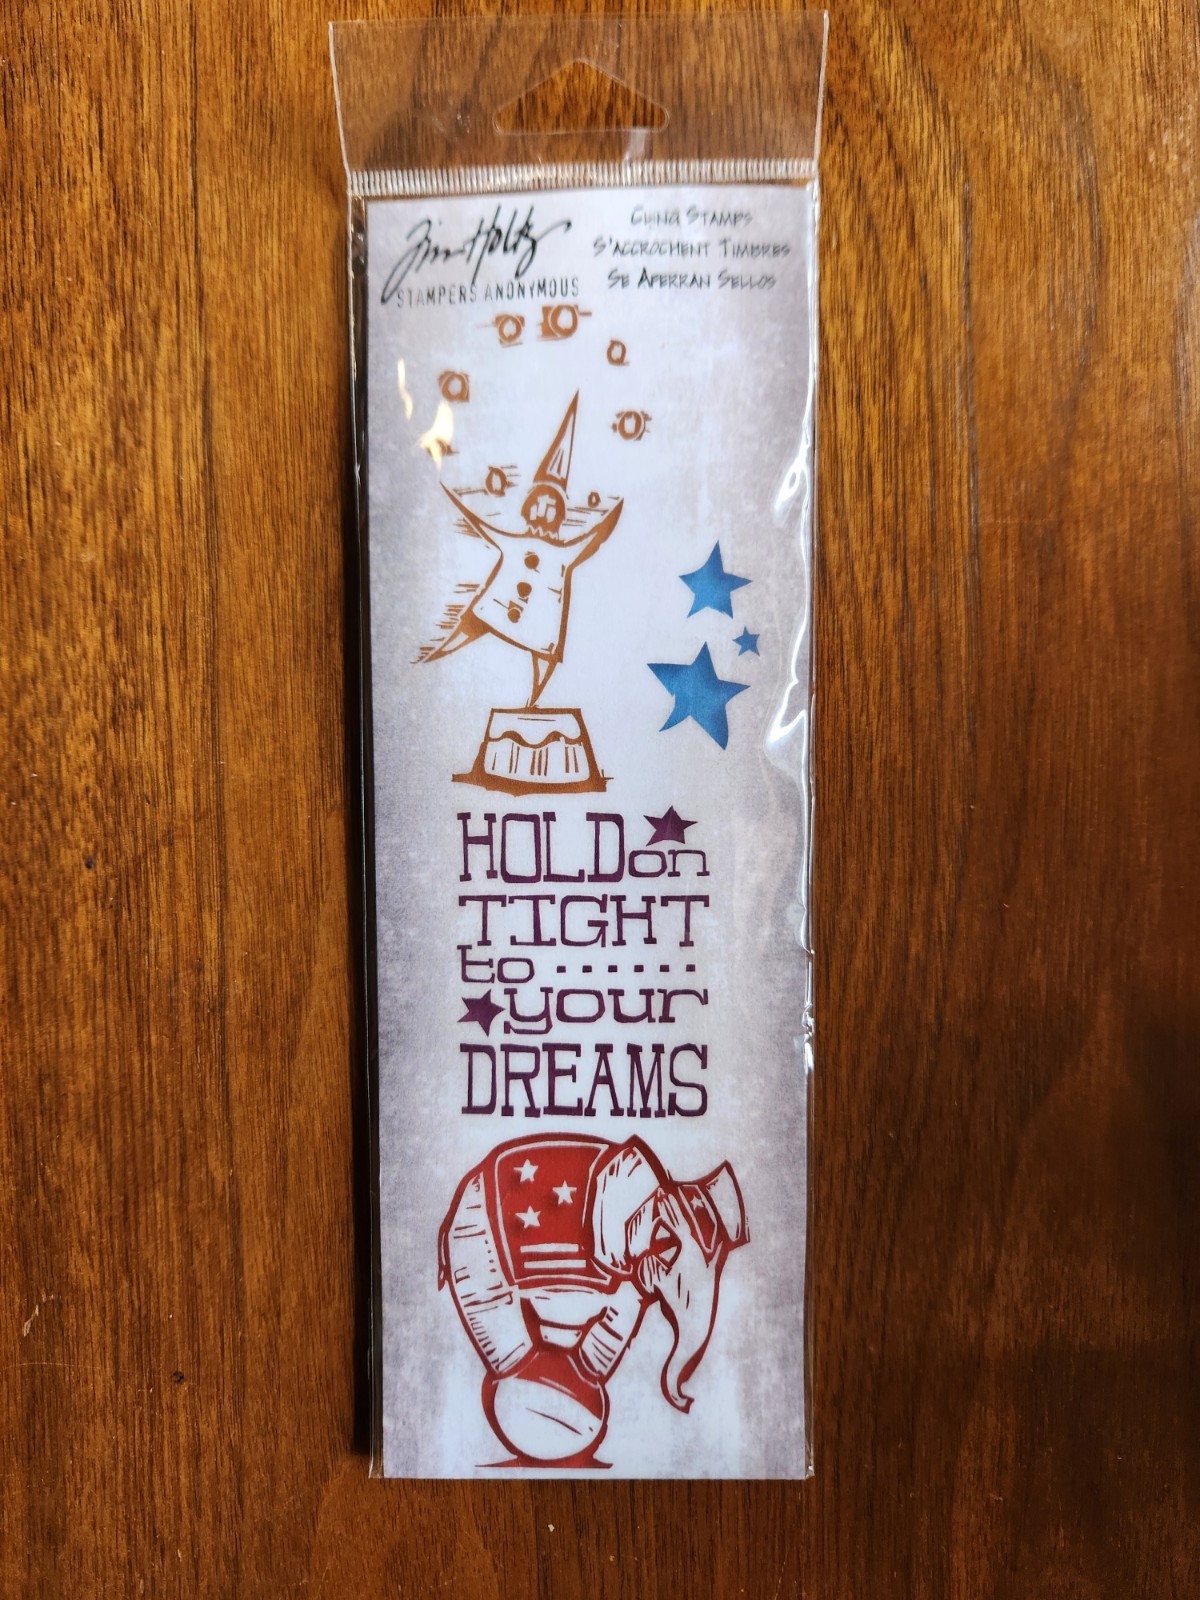 Tim Holtz
STAMPERS ANONYMOUS
CLING STAMPS
S'ACCROCHENT TIMBRES
SE AFERRAN SELLOS
HOLD on
TIGHT
to ······
your
DREAMS